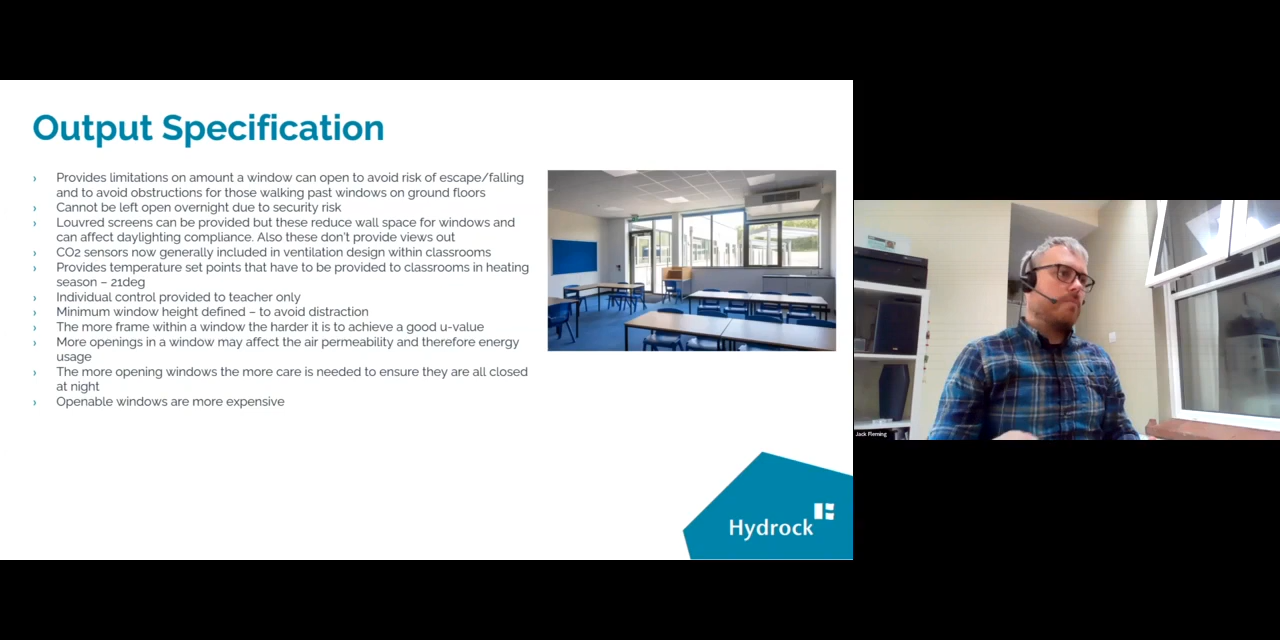 Output Specification
› Provides limitations on amount a window can open to avoid risk of escape/falling
and to avoid obstructions for those walking past windows on ground floors
› Cannot be left open overnight due to security risk
› Louvred screens can be provided but these reduce wall space for windows and
can affect daylighting compliance. Also these don't provide views out
› CO2 sensors now generally included in ventilation design within classrooms
› Provides temperature set points that have to be provided to classrooms in heating
season – 21deg
› Individual control provided to teacher only
› Minimum window height defined – to avoid distraction
› The more frame within a window the harder it is to achieve a good u-value
› More openings in a window may affect the air permeability and therefore energy
usage
› The more opening windows the more care is needed to ensure they are all closed
at night
› Openable windows are more expensive
Hydrock
Jack Fleming